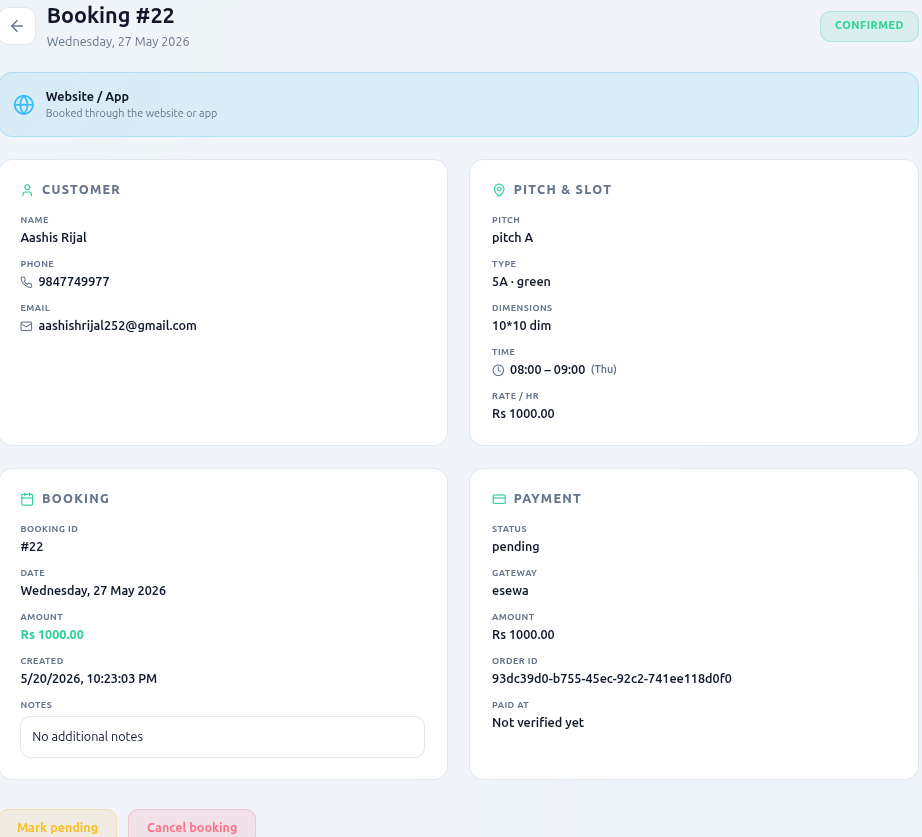 Booking #22
Wednesday, 27 May 2026
CONFIRMED
Website / App
Booked through the website or app
CUSTOMER
NAME
Aashis Rijal
PHONE
9847749977
EMAIL
aashishrijal252@gmail.com
PITCH & SLOT
PITCH
pitch A
TYPE
5A · green
DIMENSIONS
10*10 dim
TIME
08:00 – 09:00 (Thu)
RATE / HR
Rs 1000.00
BOOKING
BOOKING ID
#22
DATE
Wednesday, 27 May 2026
AMOUNT
Rs 1000.00
CREATED
5/20/2026, 10:23:03 PM
NOTES
No additional notes
PAYMENT
STATUS
pending
GATEWAY
esewa
AMOUNT
Rs 1000.00
ORDER ID
93dc39d0-b755-45ec-92c2-741ee118d0f0
PAID AT
Not verified yet
Mark pending
Cancel booking